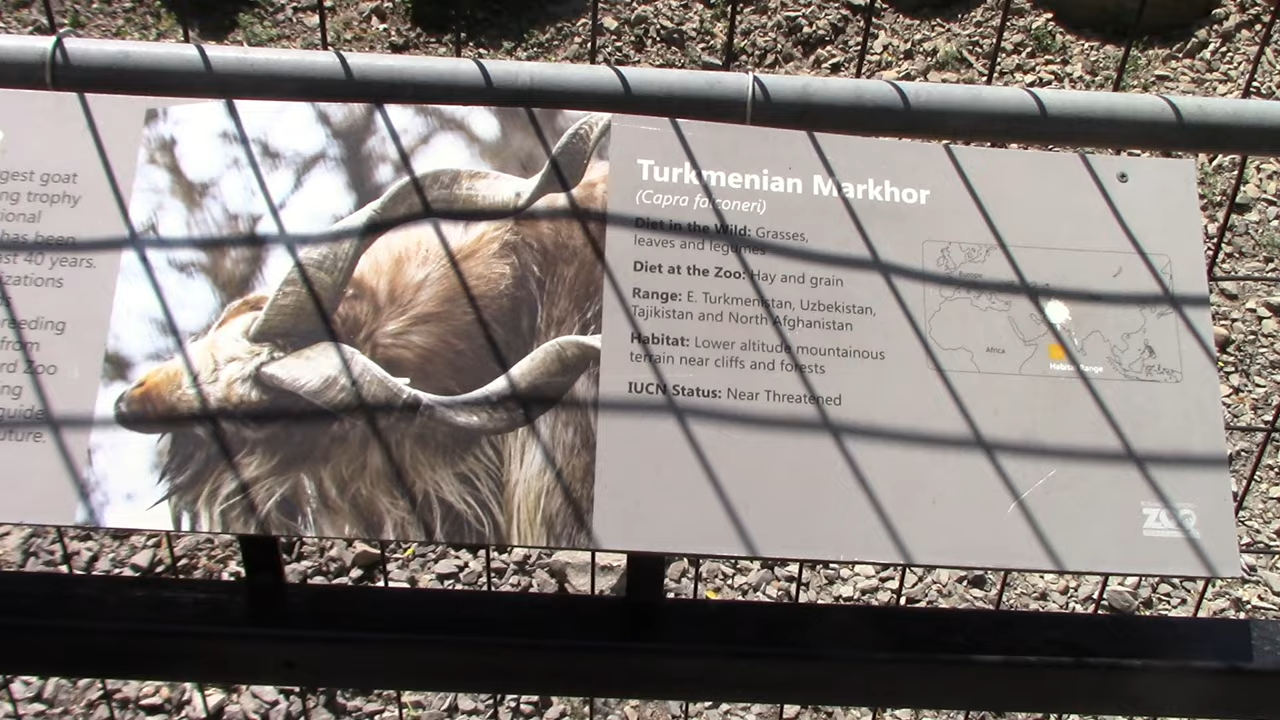 gest goat
ng trophy
ional
has been
ast 40 years.
izations
s
reeding
from
rd Zoo
ng
guide
uture.
Turkmenian Markhor
(Capra falconeri)
Diet in the Wild: Grasses,
leaves and legumes
Diet at the Zoo: Hay and grain
Range: E. Turkmenistan, Uzbekistan,
Tajikistan and North Afghanistan
Habitat: Lower altitude mountainous
terrain near cliffs and forests
IUCN Status: Near Threatened
Europe
Africa
Habitat Range
ZOO